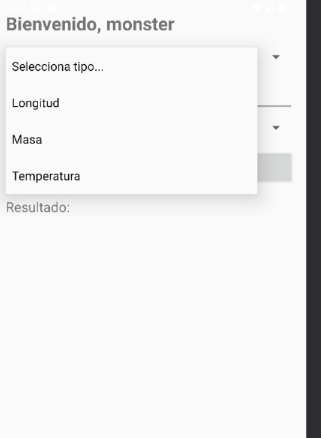 Bienvenido, monster
Selecciona tipo...
Longitud
Masa
Temperatura
Resultado: